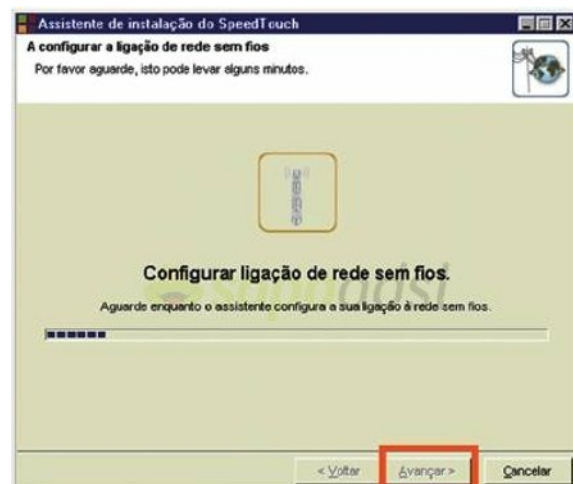 Assistente de instalação do SpeedTouch
A configurar a ligação de rede sem fios
Por favor aguarde, isto pode levar alguns minutos.
Configurar ligação de rede sem fios.
Aguarde enquanto o assistente configura a sua ligação à rede sem fios.
< Voltar Avançar > Cancelar